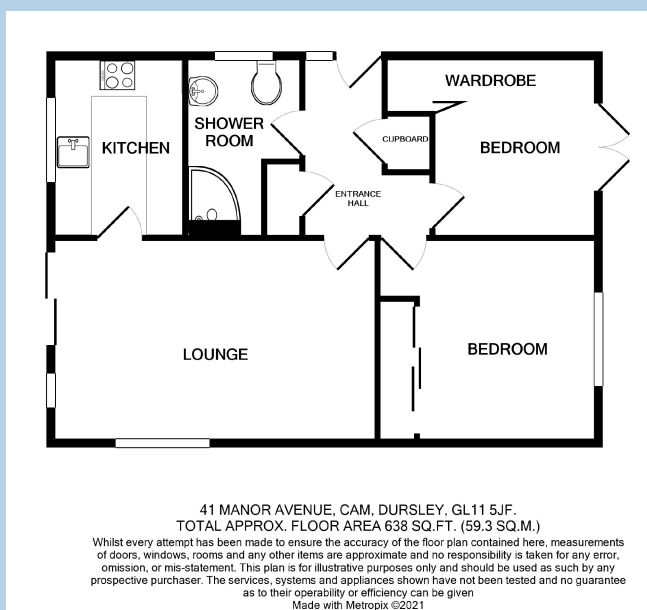 WARDROBE
SHOWER
ROOM
CUPBOARD
KITCHEN
BEDROOM
ENTRANCE
HALL
LOUNGE
BEDROOM
41 MANOR AVENUE, CAM, DURSLEY, GL11 5JF.
TOTAL APPROX. FLOOR AREA 638 SQ.FT. (59.3 SQ.M.)
Whilst every attempt has been made to ensure the accuracy of the floor plan contained here, measurements
of doors, windows, rooms and any other items are approximate and no responsibility is taken for any error,
omission, or mis-statement. This plan is for illustrative purposes only and should be used as such by any
prospective purchaser. The services, systems and appliances shown have not been tested and no guarantee
as to their operability or efficiency can be given
Made with Metropix ©2021